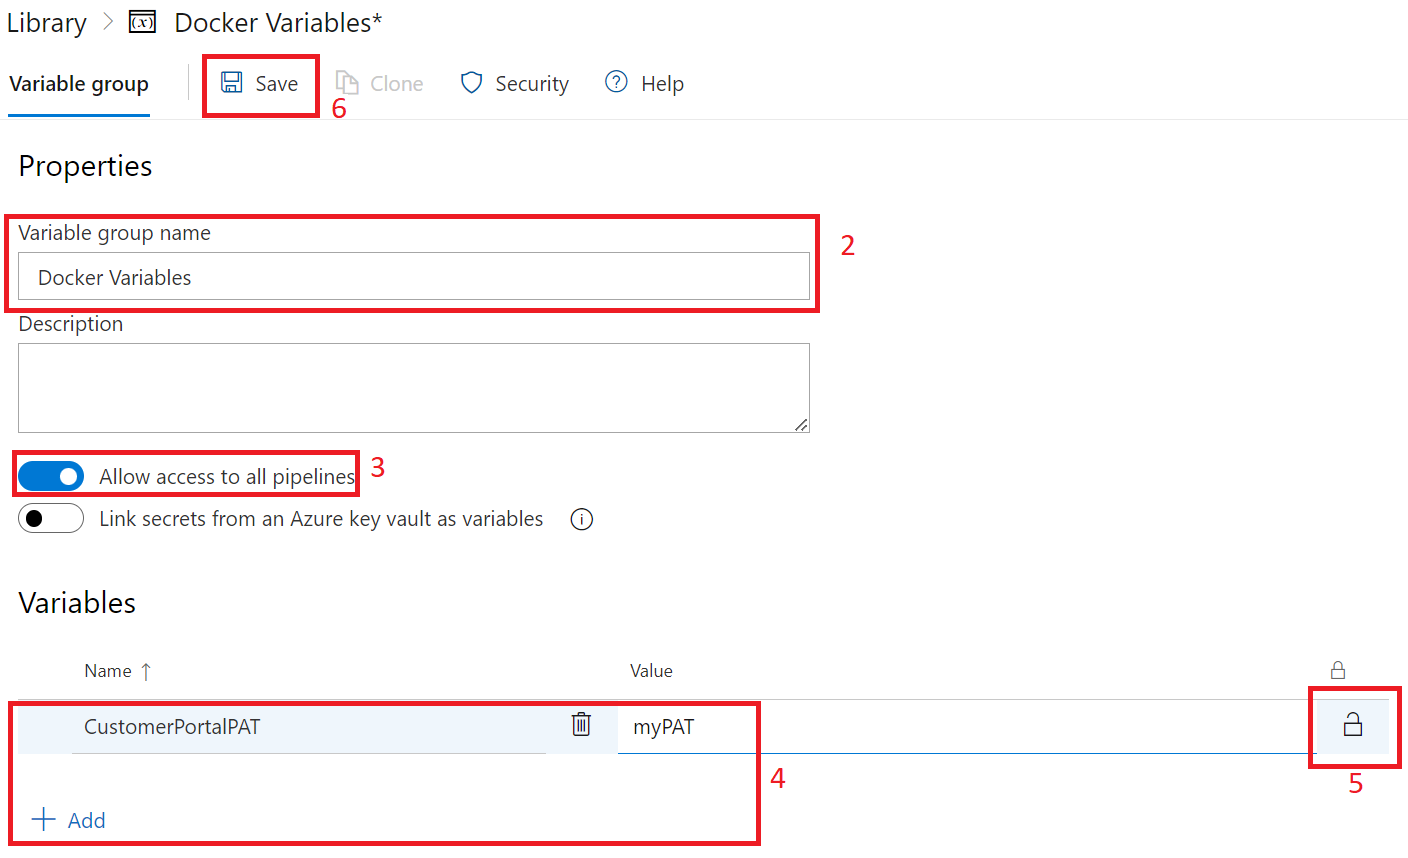 Library > (x) Docker Variables*
Variable group Save Clone Security ? Help
6
Properties
Variable group name
2
Docker Variables
Description
Allow access to all pipelines
3
Link secrets from an Azure key vault as variables i
Variables
Name ↑ Value
CustomerPortalPAT myPAT
4
5
+ Add